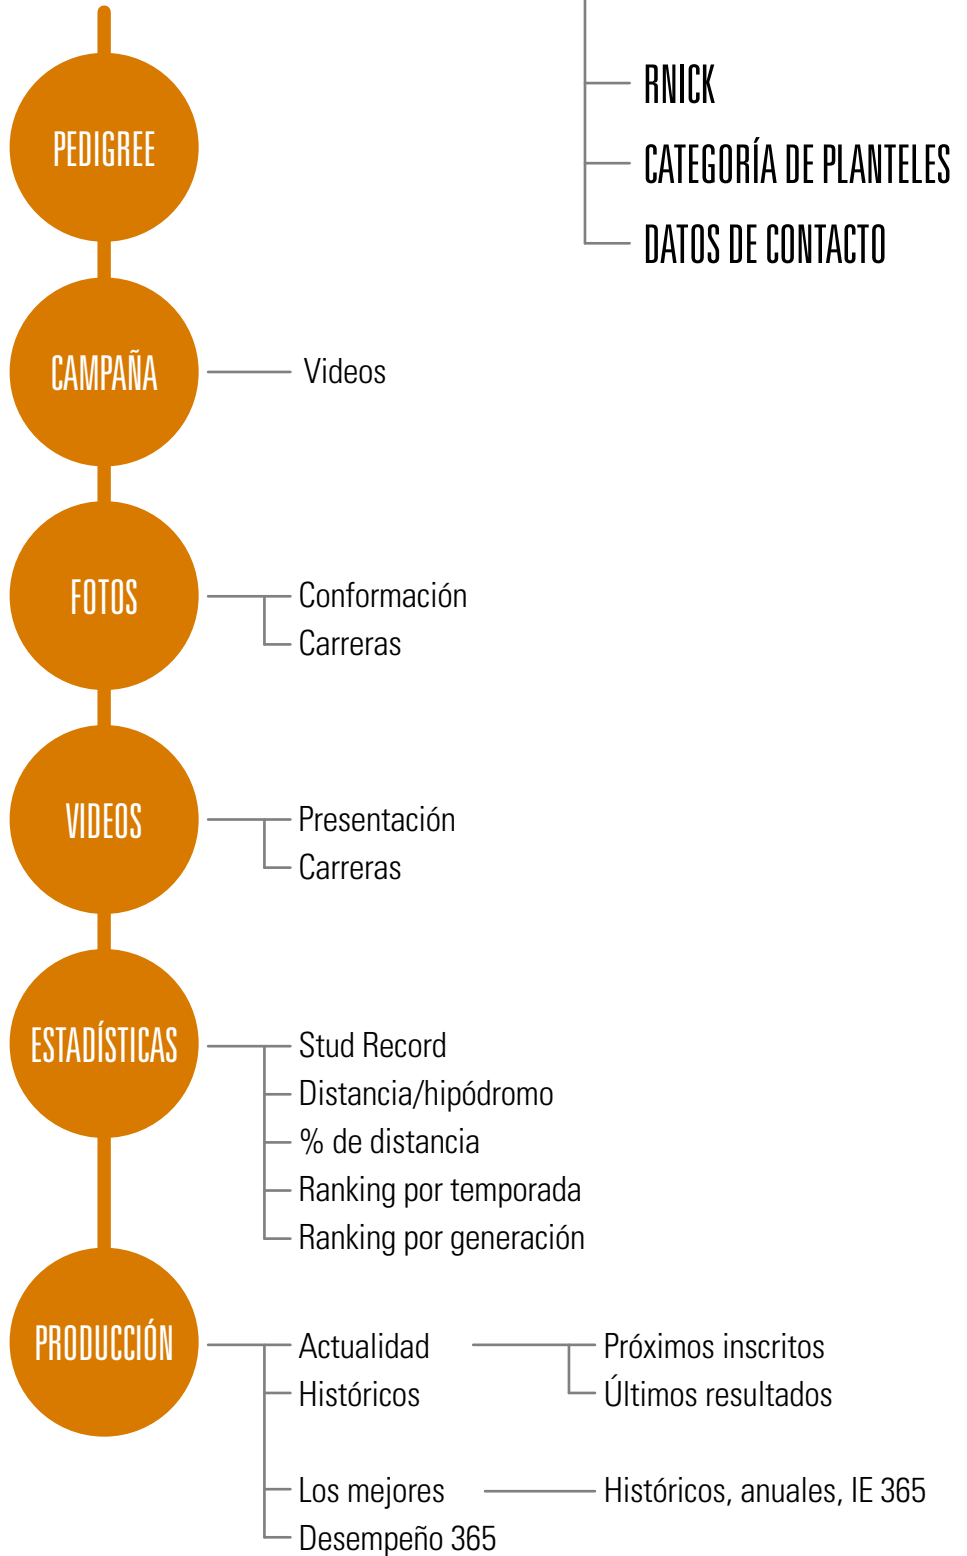 RNICK
CATEGORÍA DE PLANTELES
DATOS DE CONTACTO
PEDIGREE
CAMPAÑA
Videos
FOTOS
Conformación
Carreras
VIDEOS
Presentación
Carreras
ESTADÍSTICAS
Stud Record
Distancia/hipódromo
% de distancia
Ranking por temporada
Ranking por generación
PRODUCCIÓN
Actualidad
Próximos inscritos
Últimos resultados
Históricos
Los mejores
Históricos, anuales, IE 365
Desempeño 365